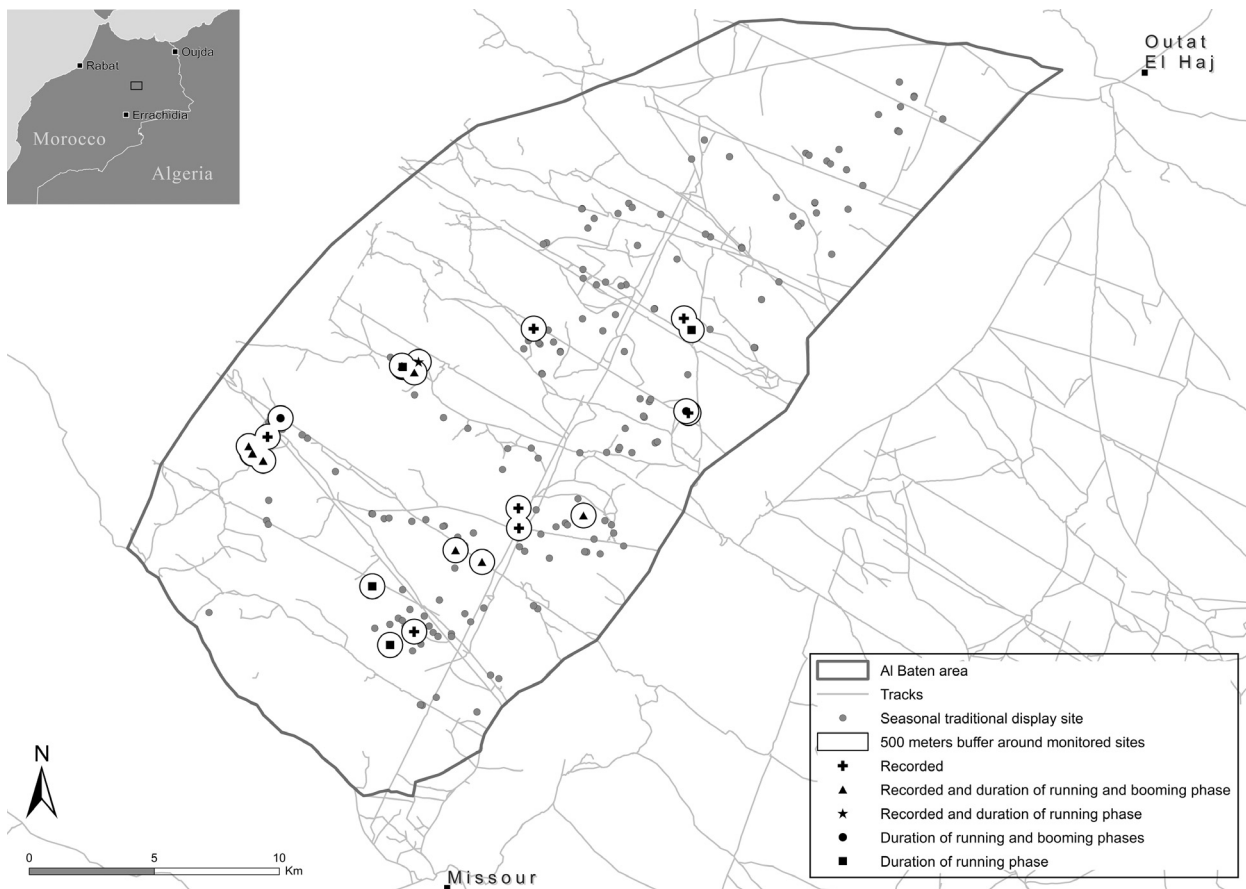 Oujda
Rabat
Errachidia
Morocco
Algeria
Outat
El Haj
Al Baten area
Tracks
Seasonal traditional display site
500 meters buffer around monitored sites
Recorded
Recorded and duration of running and booming phase
Recorded and duration of running phase
Duration of running and booming phases
Duration of running phase
N
0 5 10
Km
Missour